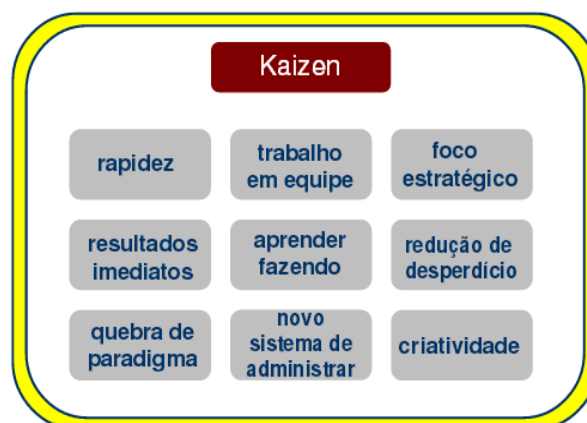 Kaizen
rapidez
trabalho
em equipe
foco
estratégico
resultados
imediatos
aprender
fazendo
redução de
desperdício
quebra de
paradigma
novo
sistema de
administrar
criatividade